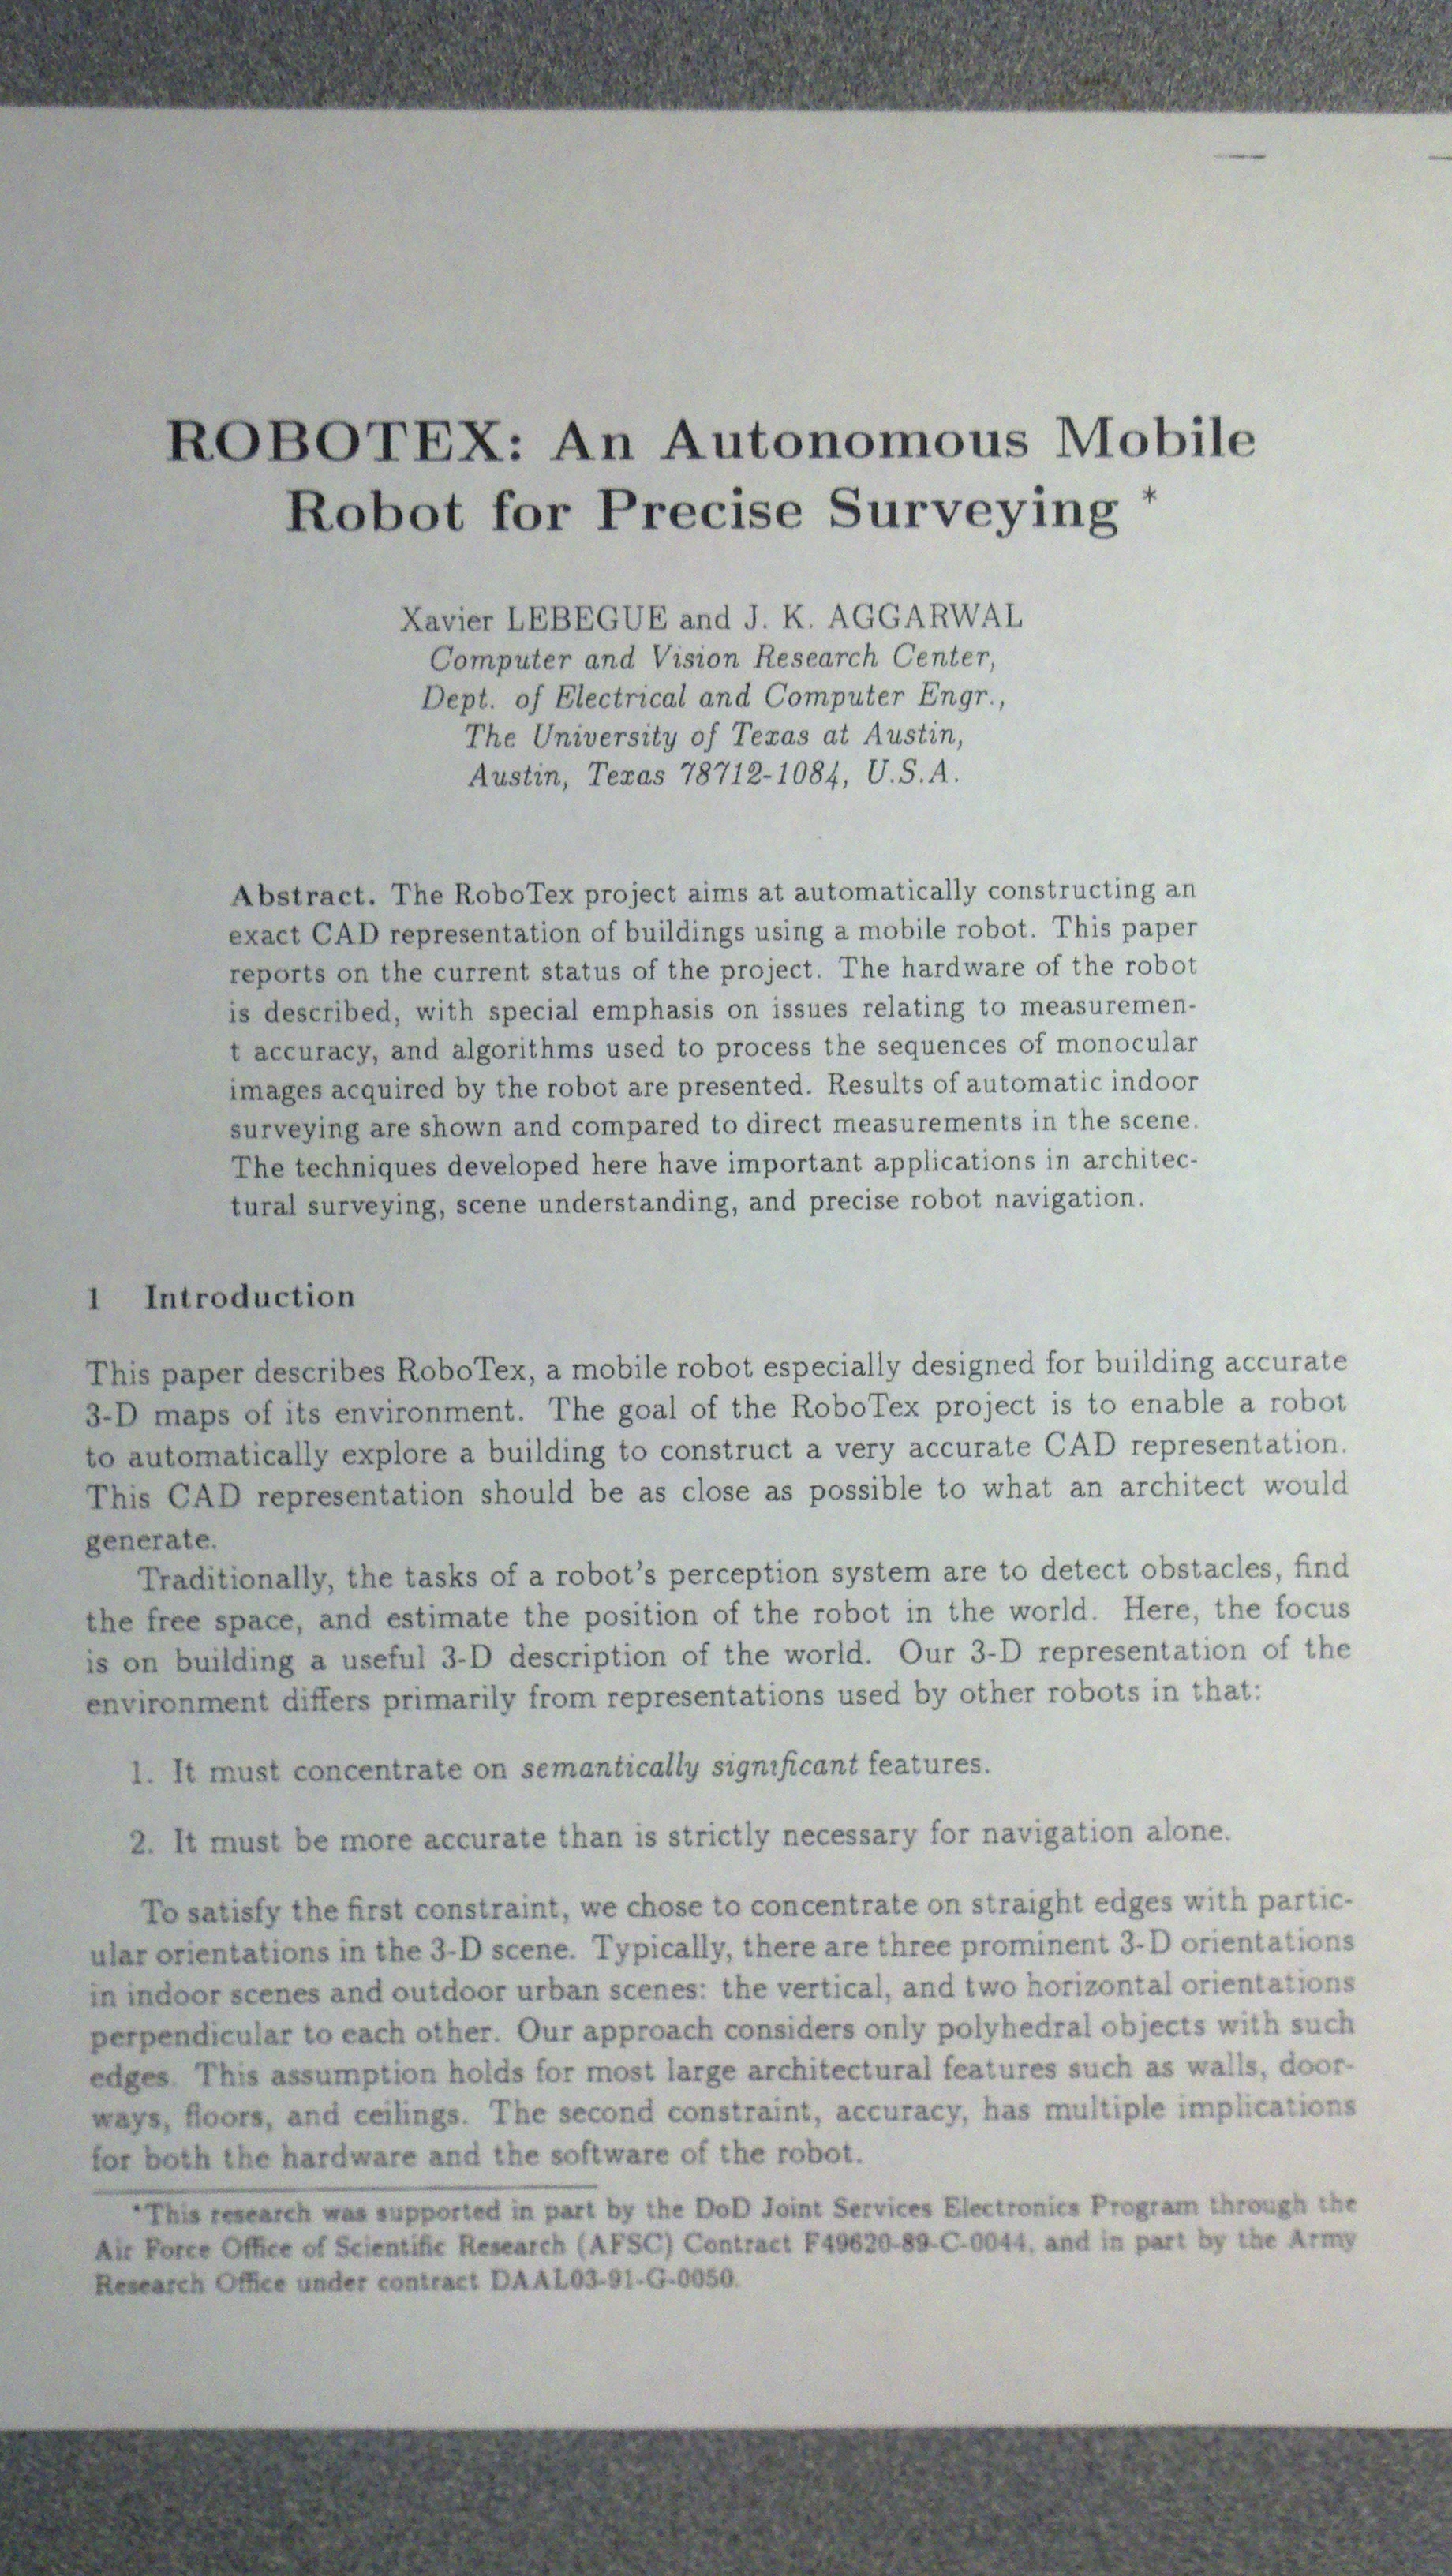 ROBOTEX: An Autonomous Mobile
Robot for Precise Surveying *
Xavier LEBEGUE and J. K. AGGARWAL
Computer and Vision Research Center,
Dept. of Electrical and Computer Engr.,
The University of Texas at Austin,
Austin, Texas 78712-1084, U.S.A.
Abstract. The RoboTex project aims at automatically constructing an
exact CAD representation of buildings using a mobile robot. This paper
reports on the current status of the project. The hardware of the robot
is described, with special emphasis on issues relating to measuremen-
t accuracy, and algorithms used to process the sequences of monocular
images acquired by the robot are presented. Results of automatic indoor
surveying are shown and compared to direct measurements in the scene.
The techniques developed here have important applications in architec-
tural surveying, scene understanding, and precise robot navigation.
1 Introduction
This paper describes RoboTex, a mobile robot especially designed for building accurate
3-D maps of its environment. The goal of the RoboTex project is to enable a robot
to automatically explore a building to construct a very accurate CAD representation.
This CAD representation should be as close as possible to what an architect would
generate.
Traditionally, the tasks of a robot's perception system are to detect obstacles, find
the free space, and estimate the position of the robot in the world. Here, the focus
is on building a useful 3-D description of the world. Our 3-D representation of the
environment differs primarily from representations used by other robots in that:
1. It must concentrate on semantically significant features.
2. It must be more accurate than is strictly necessary for navigation alone.
To satisfy the first constraint, we chose to concentrate on straight edges with partic-
ular orientations in the 3-D scene. Typically, there are three prominent 3-D orientations
in indoor scenes and outdoor urban scenes: the vertical, and two horizontal orientations
perpendicular to each other. Our approach considers only polyhedral objects with such
edges. This assumption holds for most large architectural features such as walls, door-
ways, floors, and ceilings. The second constraint, accuracy, has multiple implications
for both the hardware and the software of the robot.
*This research was supported in part by the DoD Joint Services Electronics Program through the
Air Force Office of Scientific Research (AFSC) Contract F49620-89-C-0044, and in part by the Army
Research Office under contract DAAL03-91-G-0050.